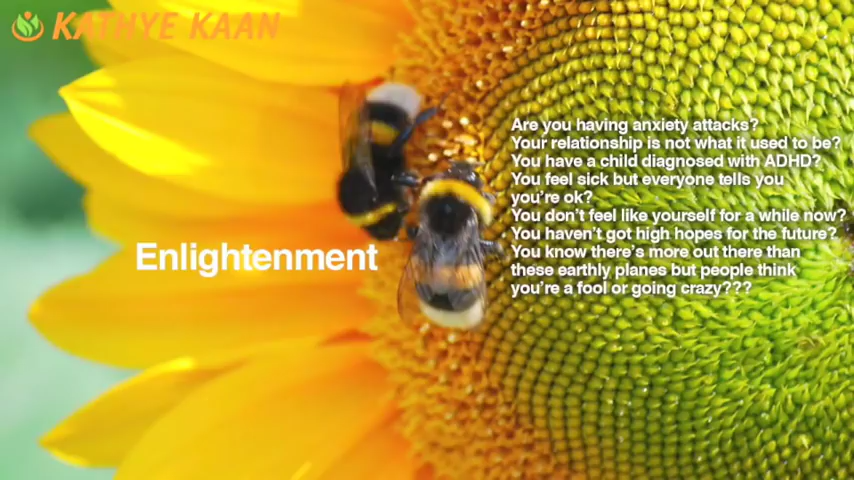 KATHYE KAAN
Enlightenment
Are you having anxiety attacks?
Your relationship is not what it used to be?
You have a child diagnosed with ADHD?
You feel sick but everyone tells you
you're ok?
You don't feel like yourself for a while now?
You haven't got high hopes for the future?
You know there's more out there than
these earthly planes but people think
you're a fool or going crazy???